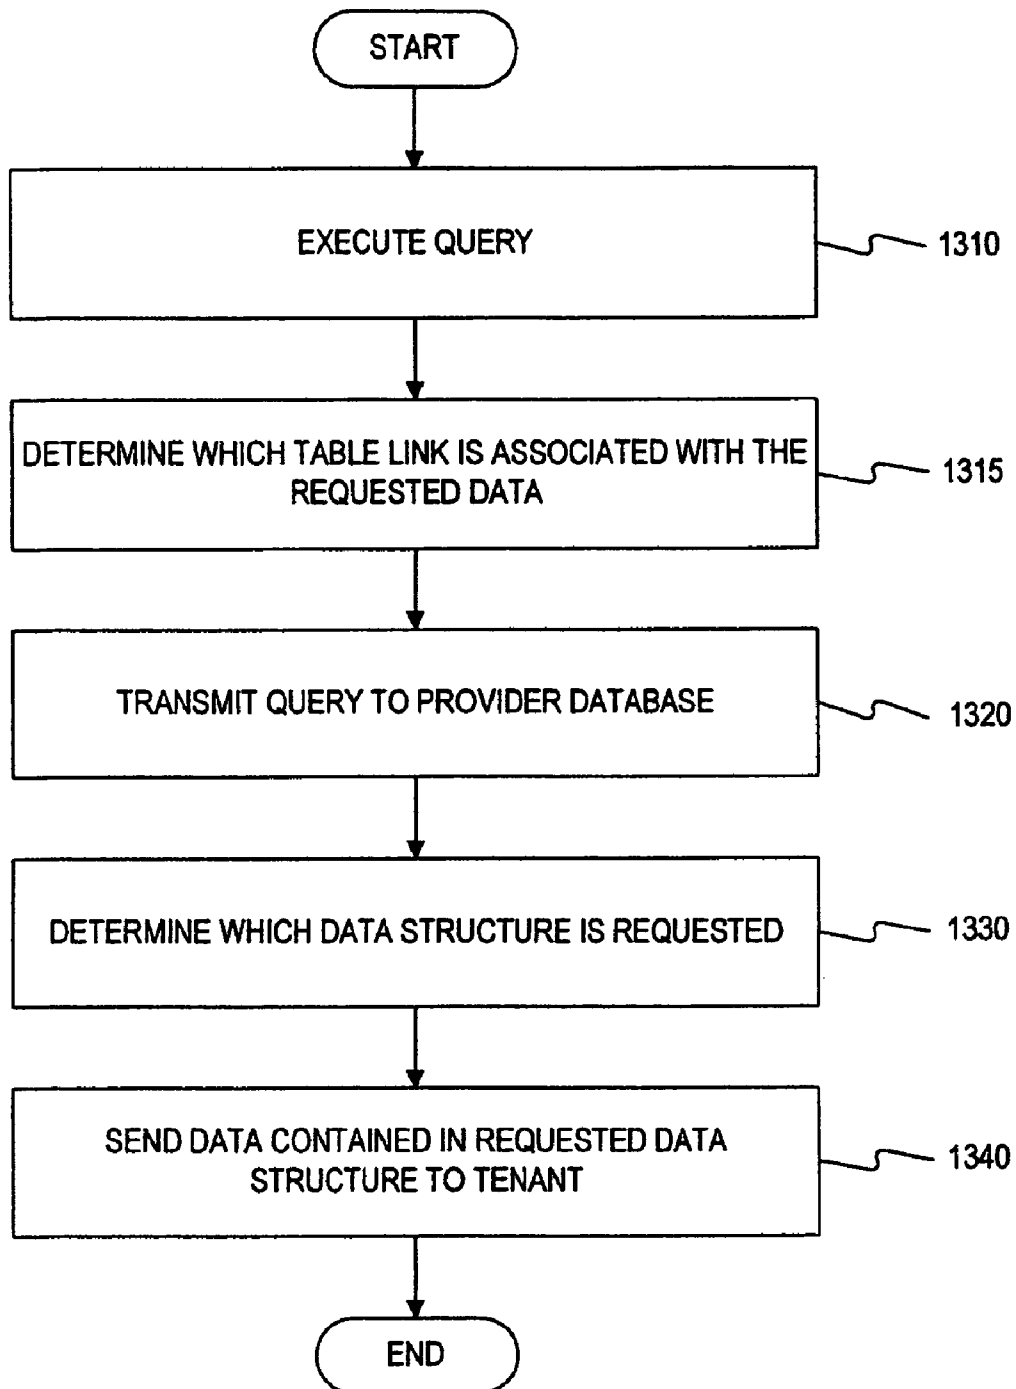 START
EXECUTE QUERY
1310
DETERMINE WHICH TABLE LINK IS ASSOCIATED WITH THE
REQUESTED DATA
1315
TRANSMIT QUERY TO PROVIDER DATABASE
1320
DETERMINE WHICH DATA STRUCTURE IS REQUESTED
1330
SEND DATA CONTAINED IN REQUESTED DATA
STRUCTURE TO TENANT
1340
END